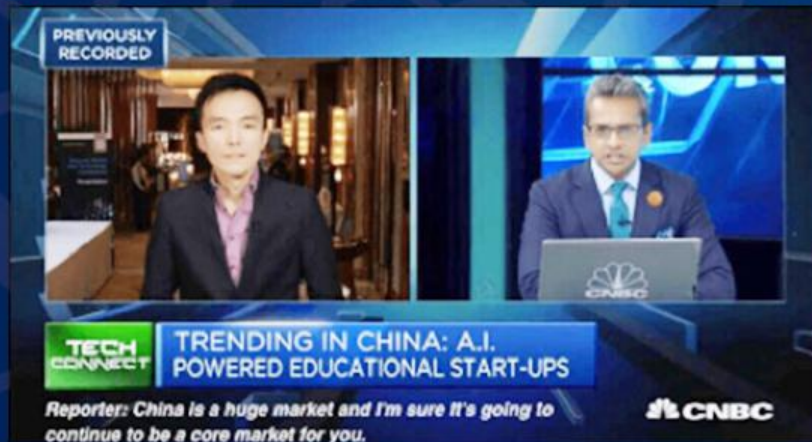 PREVIOUSLY
RECORDED
CNBC
TECH
CONNECT
TRENDING IN CHINA: A.I.
POWERED EDUCATIONAL START-UPS
Reporter: China is a huge market and I'm sure it's going to
continue to be a core market for you.
CNBC